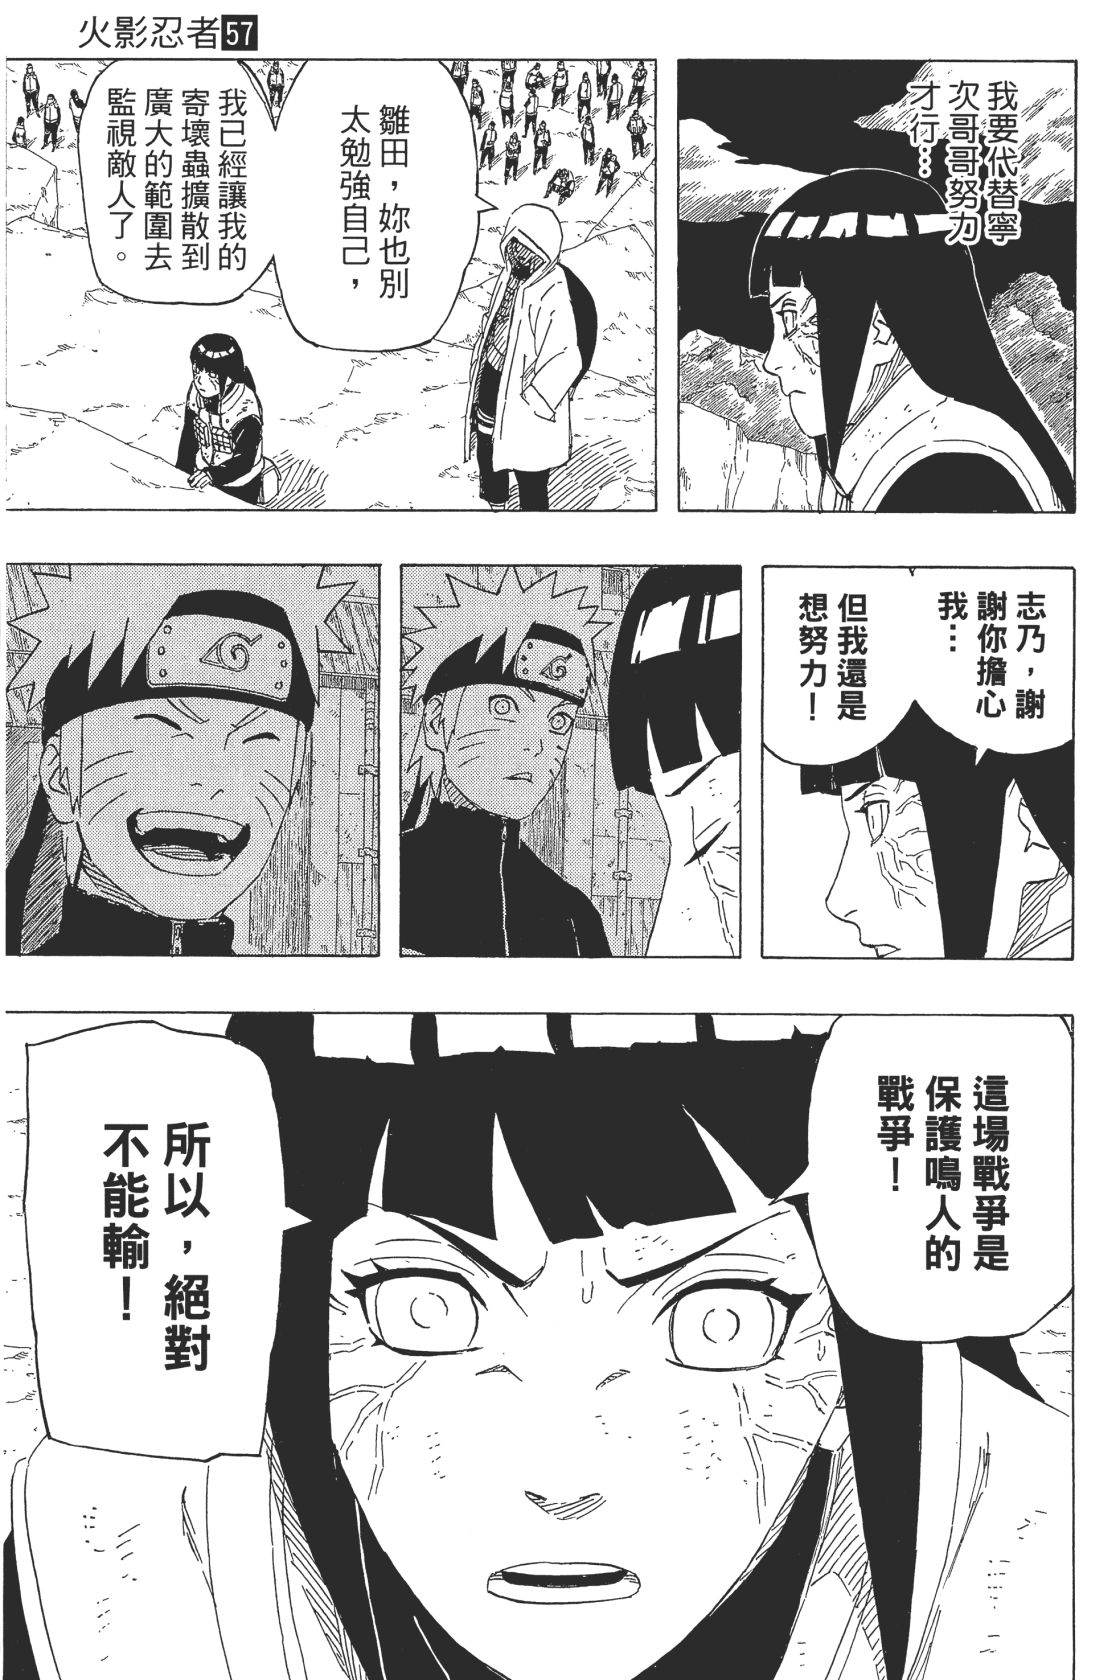 火影忍者57
我要代替寧
次哥哥努力
才行…
雛田，妳也別
太勉強自己，
我已經讓我的
寄壞蟲擴散到
廣大的範圍去
監視敵人了。
志乃，謝
謝你擔心
我…
但我還是
想努力！
這場戰爭是
保護鳴人的
戰爭！
所以，絕對
不能輸！